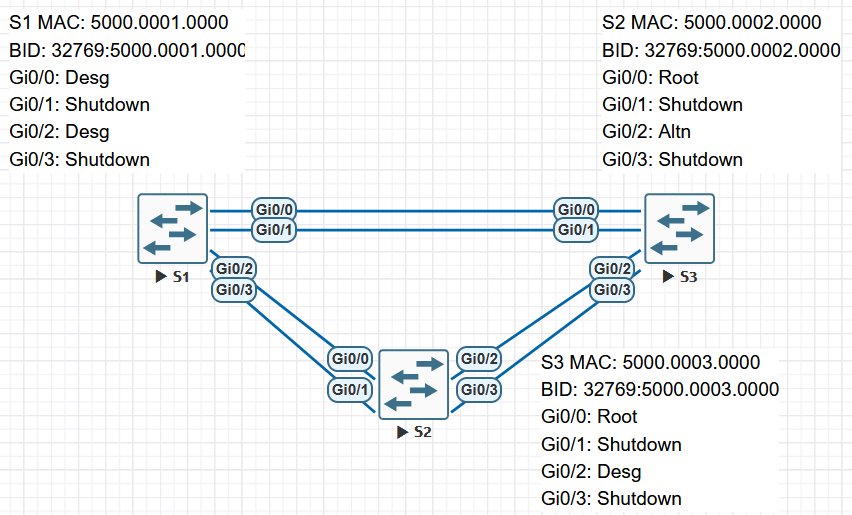 S1 MAC: 5000.0001.0000
BID: 32769:5000.0001.0000
Gi0/0: Desg
Gi0/1: Shutdown
Gi0/2: Desg
Gi0/3: Shutdown
S2 MAC: 5000.0002.0000
BID: 32769:5000.0002.0000
Gi0/0: Root
Gi0/1: Shutdown
Gi0/2: Altn
Gi0/3: Shutdown
Gi0/0
Gi0/0
Gi0/1
Gi0/1
S1
Gi0/2
Gi0/3
Gi0/2
Gi0/3
S3
Gi0/0
Gi0/1
Gi0/2
Gi0/3
S2
S3 MAC: 5000.0003.0000
BID: 32769:5000.0003.0000
Gi0/0: Root
Gi0/1: Shutdown
Gi0/2: Desg
Gi0/3: Shutdown